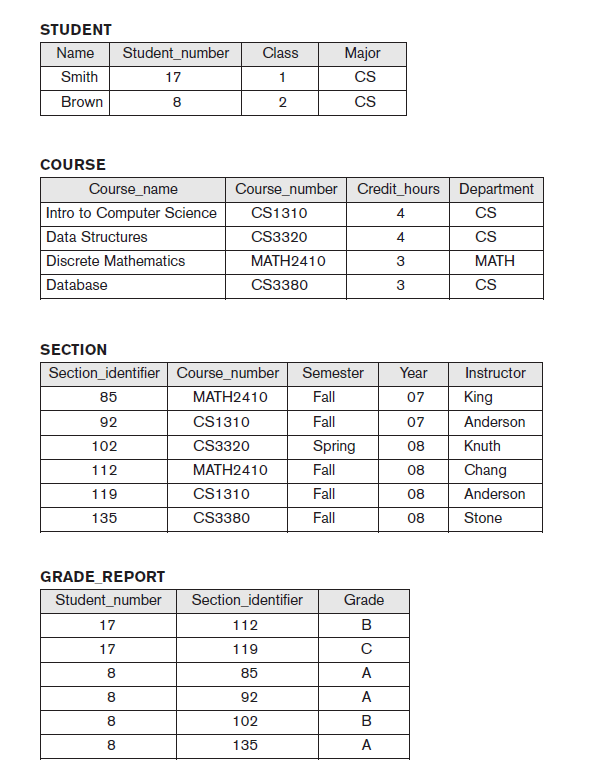 STUDENT
Name Student_number Class Major
Smith 17 1 CS
Brown 8 2 CS
COURSE
Course_name Course_number Credit_hours Department
Intro to Computer Science CS1310 4 CS
Data Structures CS3320 4 CS
Discrete Mathematics MATH2410 3 MATH
Database CS3380 3 CS
SECTION
Section_identifier Course_number Semester Year Instructor
85 MATH2410 Fall 07 King
92 CS1310 Fall 07 Anderson
102 CS3320 Spring 08 Knuth
112 MATH2410 Fall 08 Chang
119 CS1310 Fall 08 Anderson
135 CS3380 Fall 08 Stone
GRADE_REPORT
Student_number Section_identifier Grade
17 112 B
17 119 C
8 85 A
8 92 A
8 102 B
8 135 A